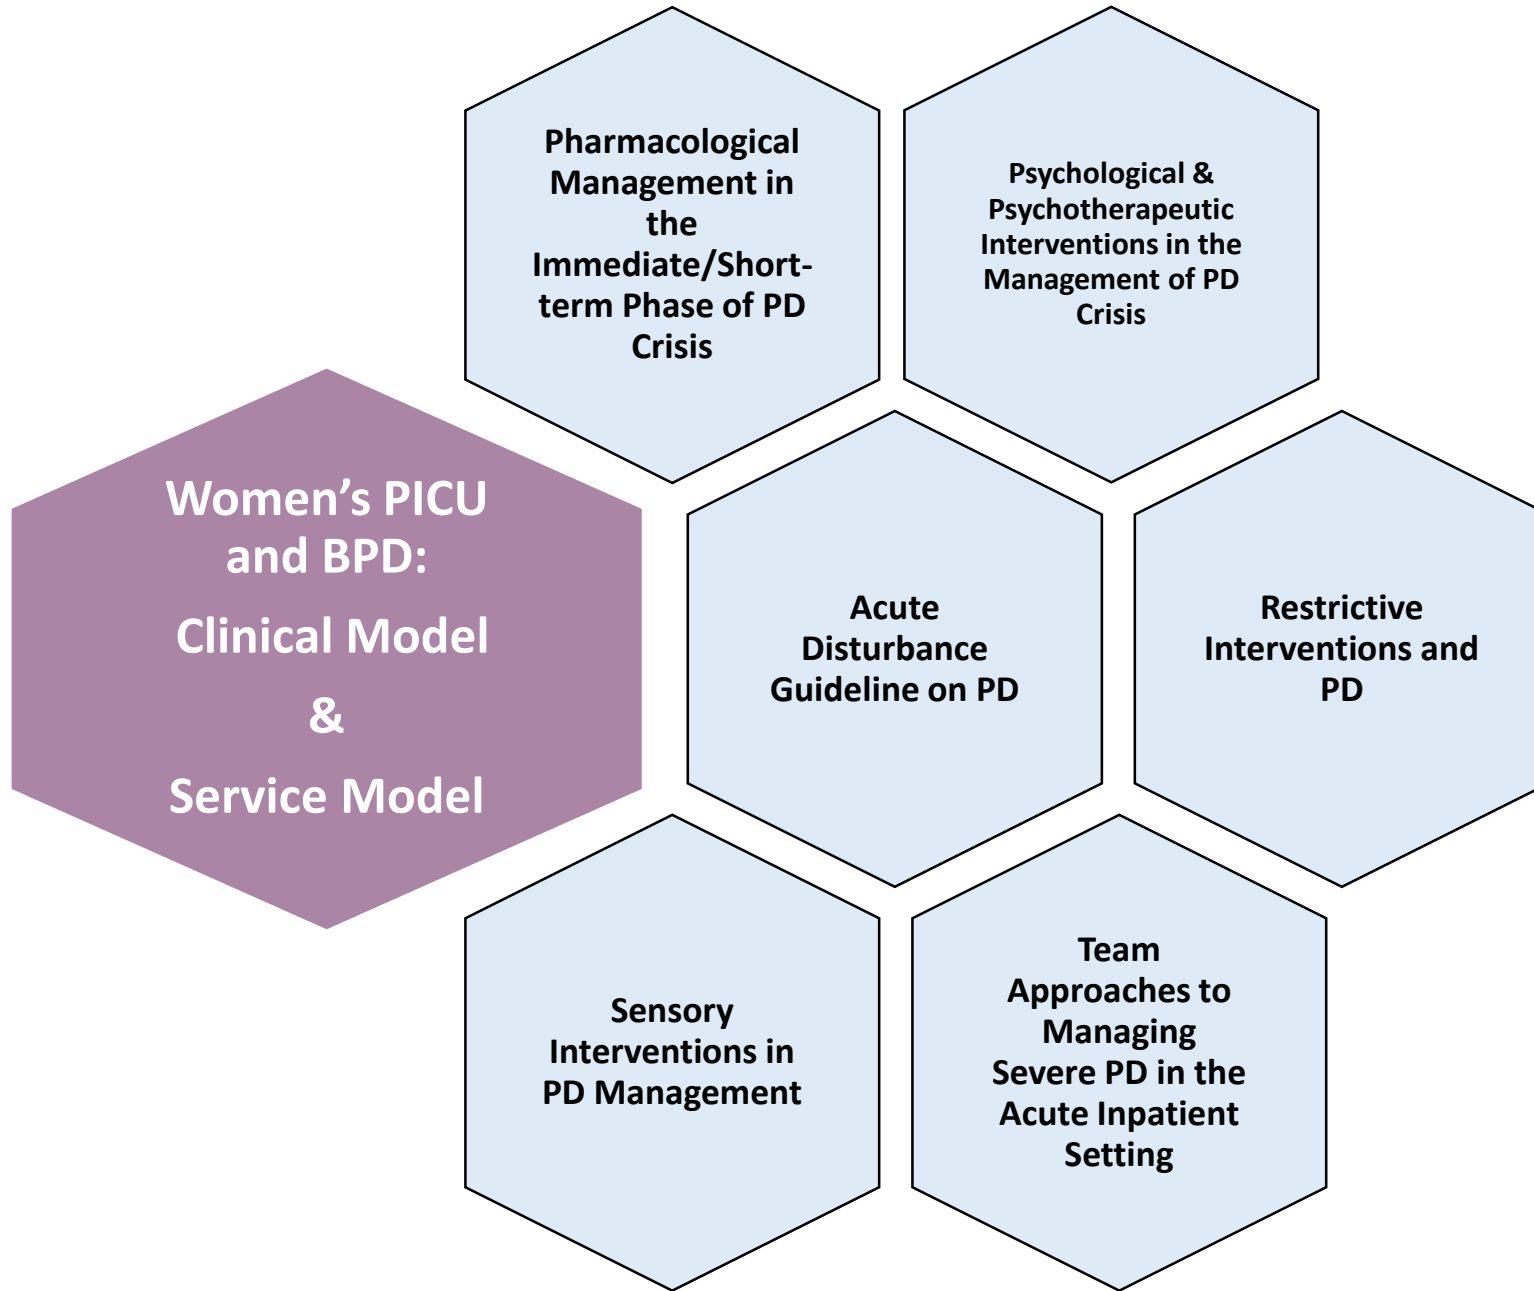 Pharmacological
Management in
the
Immediate/Short-
term Phase of PD
Crisis
Psychological &
Psychotherapeutic
Interventions in the
Management of PD
Crisis
Women’s PICU
and BPD:
Clinical Model
&
Service Model
Acute
Disturbance
Guideline on PD
Restrictive
Interventions and
PD
Sensory
Interventions in
PD Management
Team
Approaches to
Managing
Severe PD in the
Acute Inpatient
Setting